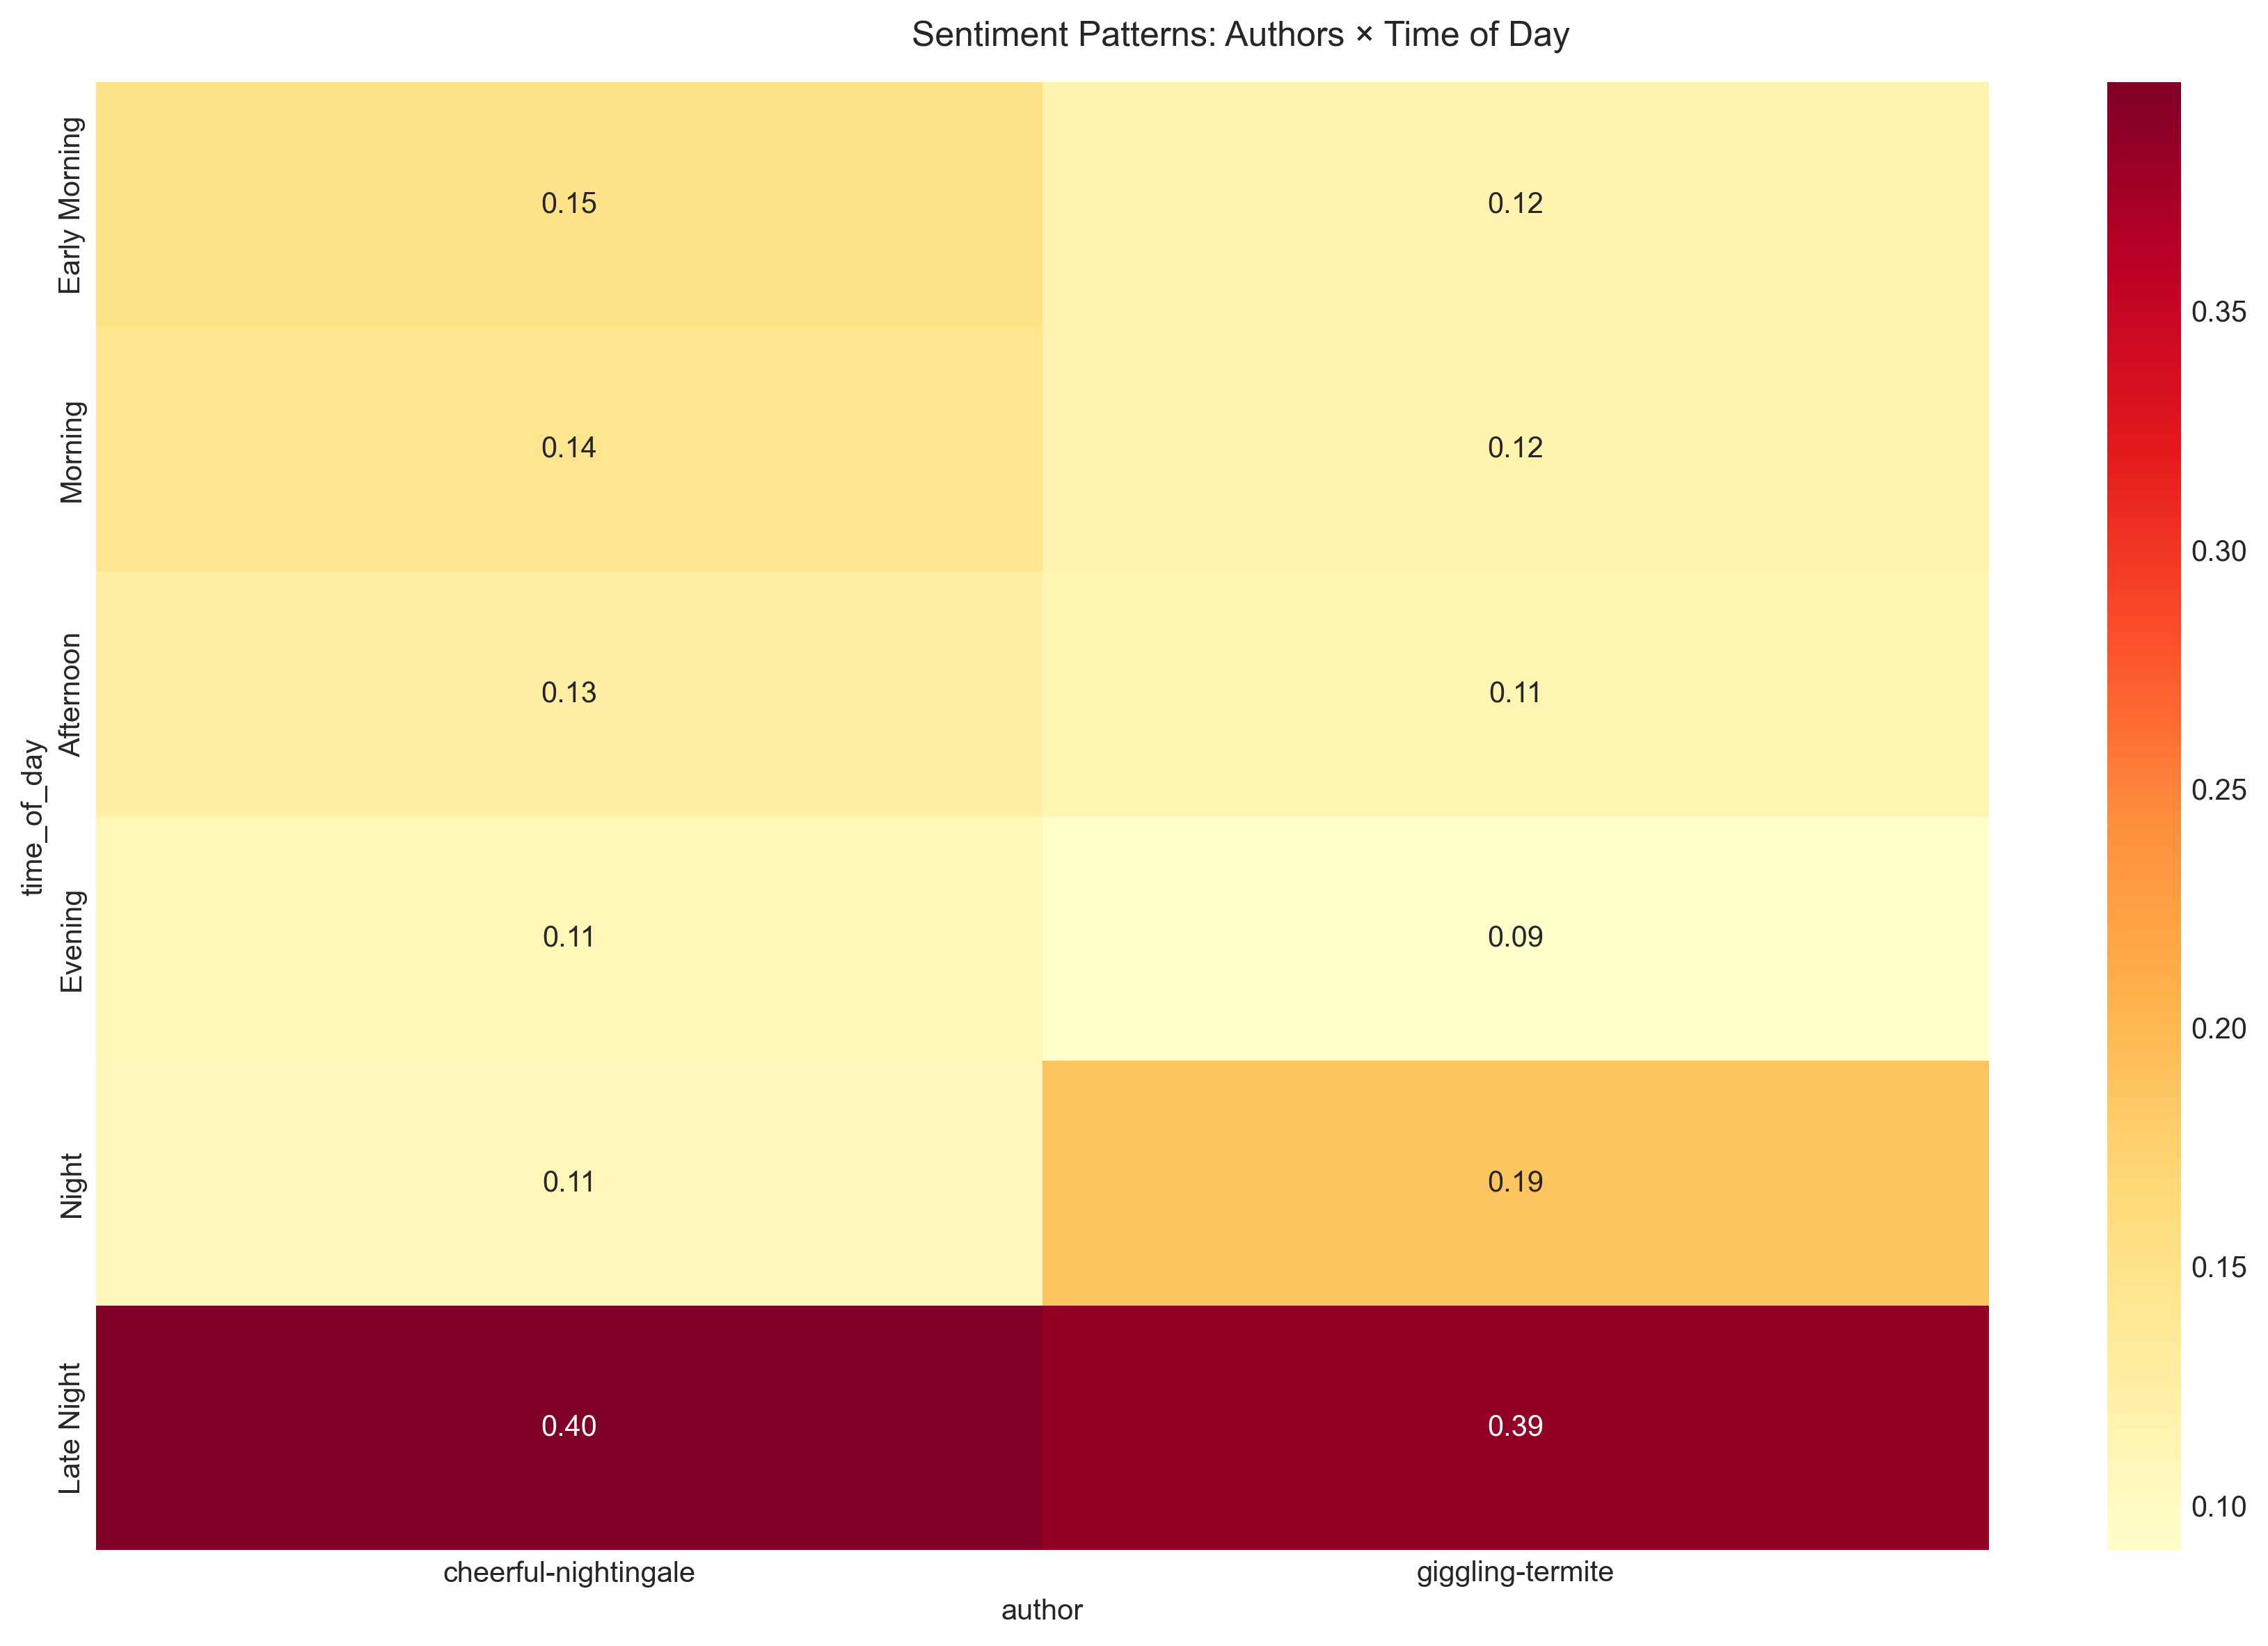 Sentiment Patterns: Authors × Time of Day
time_of_day
Early Morning
0.15
0.12
Morning
0.14
0.12
Afternoon
0.13
0.11
Evening
0.11
0.09
Night
0.11
0.19
Late Night
0.40
0.39
cheerful-nightingale
giggling-termite
author
0.35
0.30
0.25
0.20
0.15
0.10